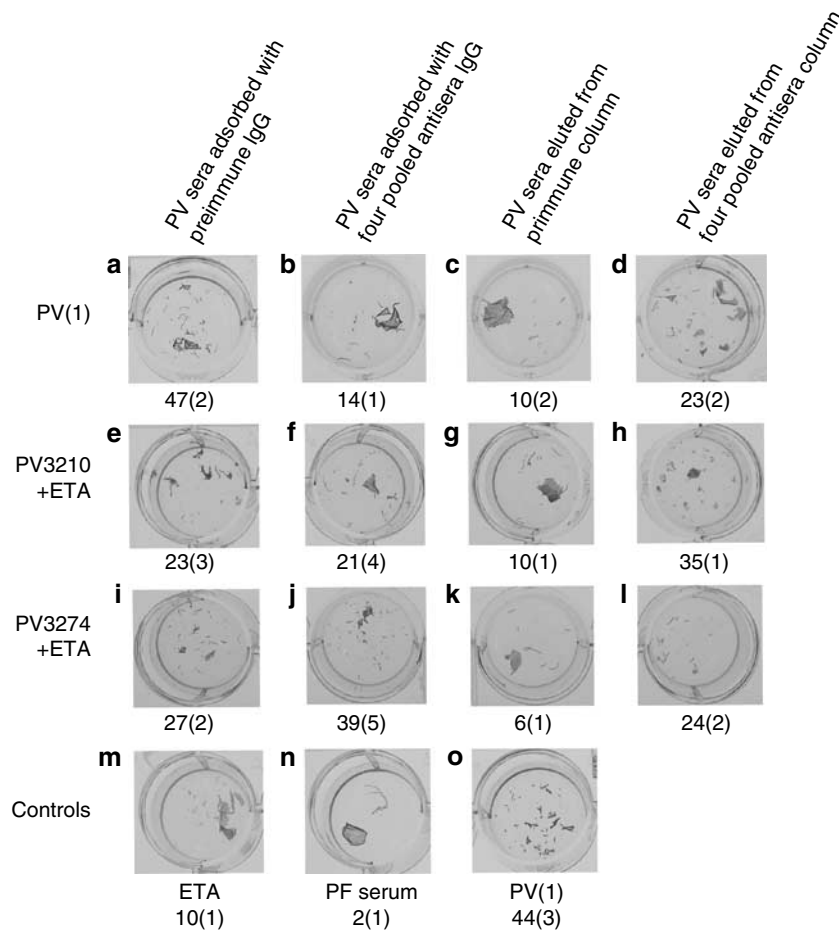 PV sera adsorbed with
preimmune IgG
PV sera adsorbed with
four pooled antisera IgG
PV sera eluted from
primmune column
PV sera eluted from
four pooled antisera column
a b c d
PV(1)
47(2) 14(1) 10(2) 23(2)
e f g h
PV3210
+ETA
23(3) 21(4) 10(1) 35(1)
i j k l
PV3274
+ETA
27(2) 39(5) 6(1) 24(2)
m n o
Controls
ETA PF serum PV(1)
10(1) 2(1) 44(3)